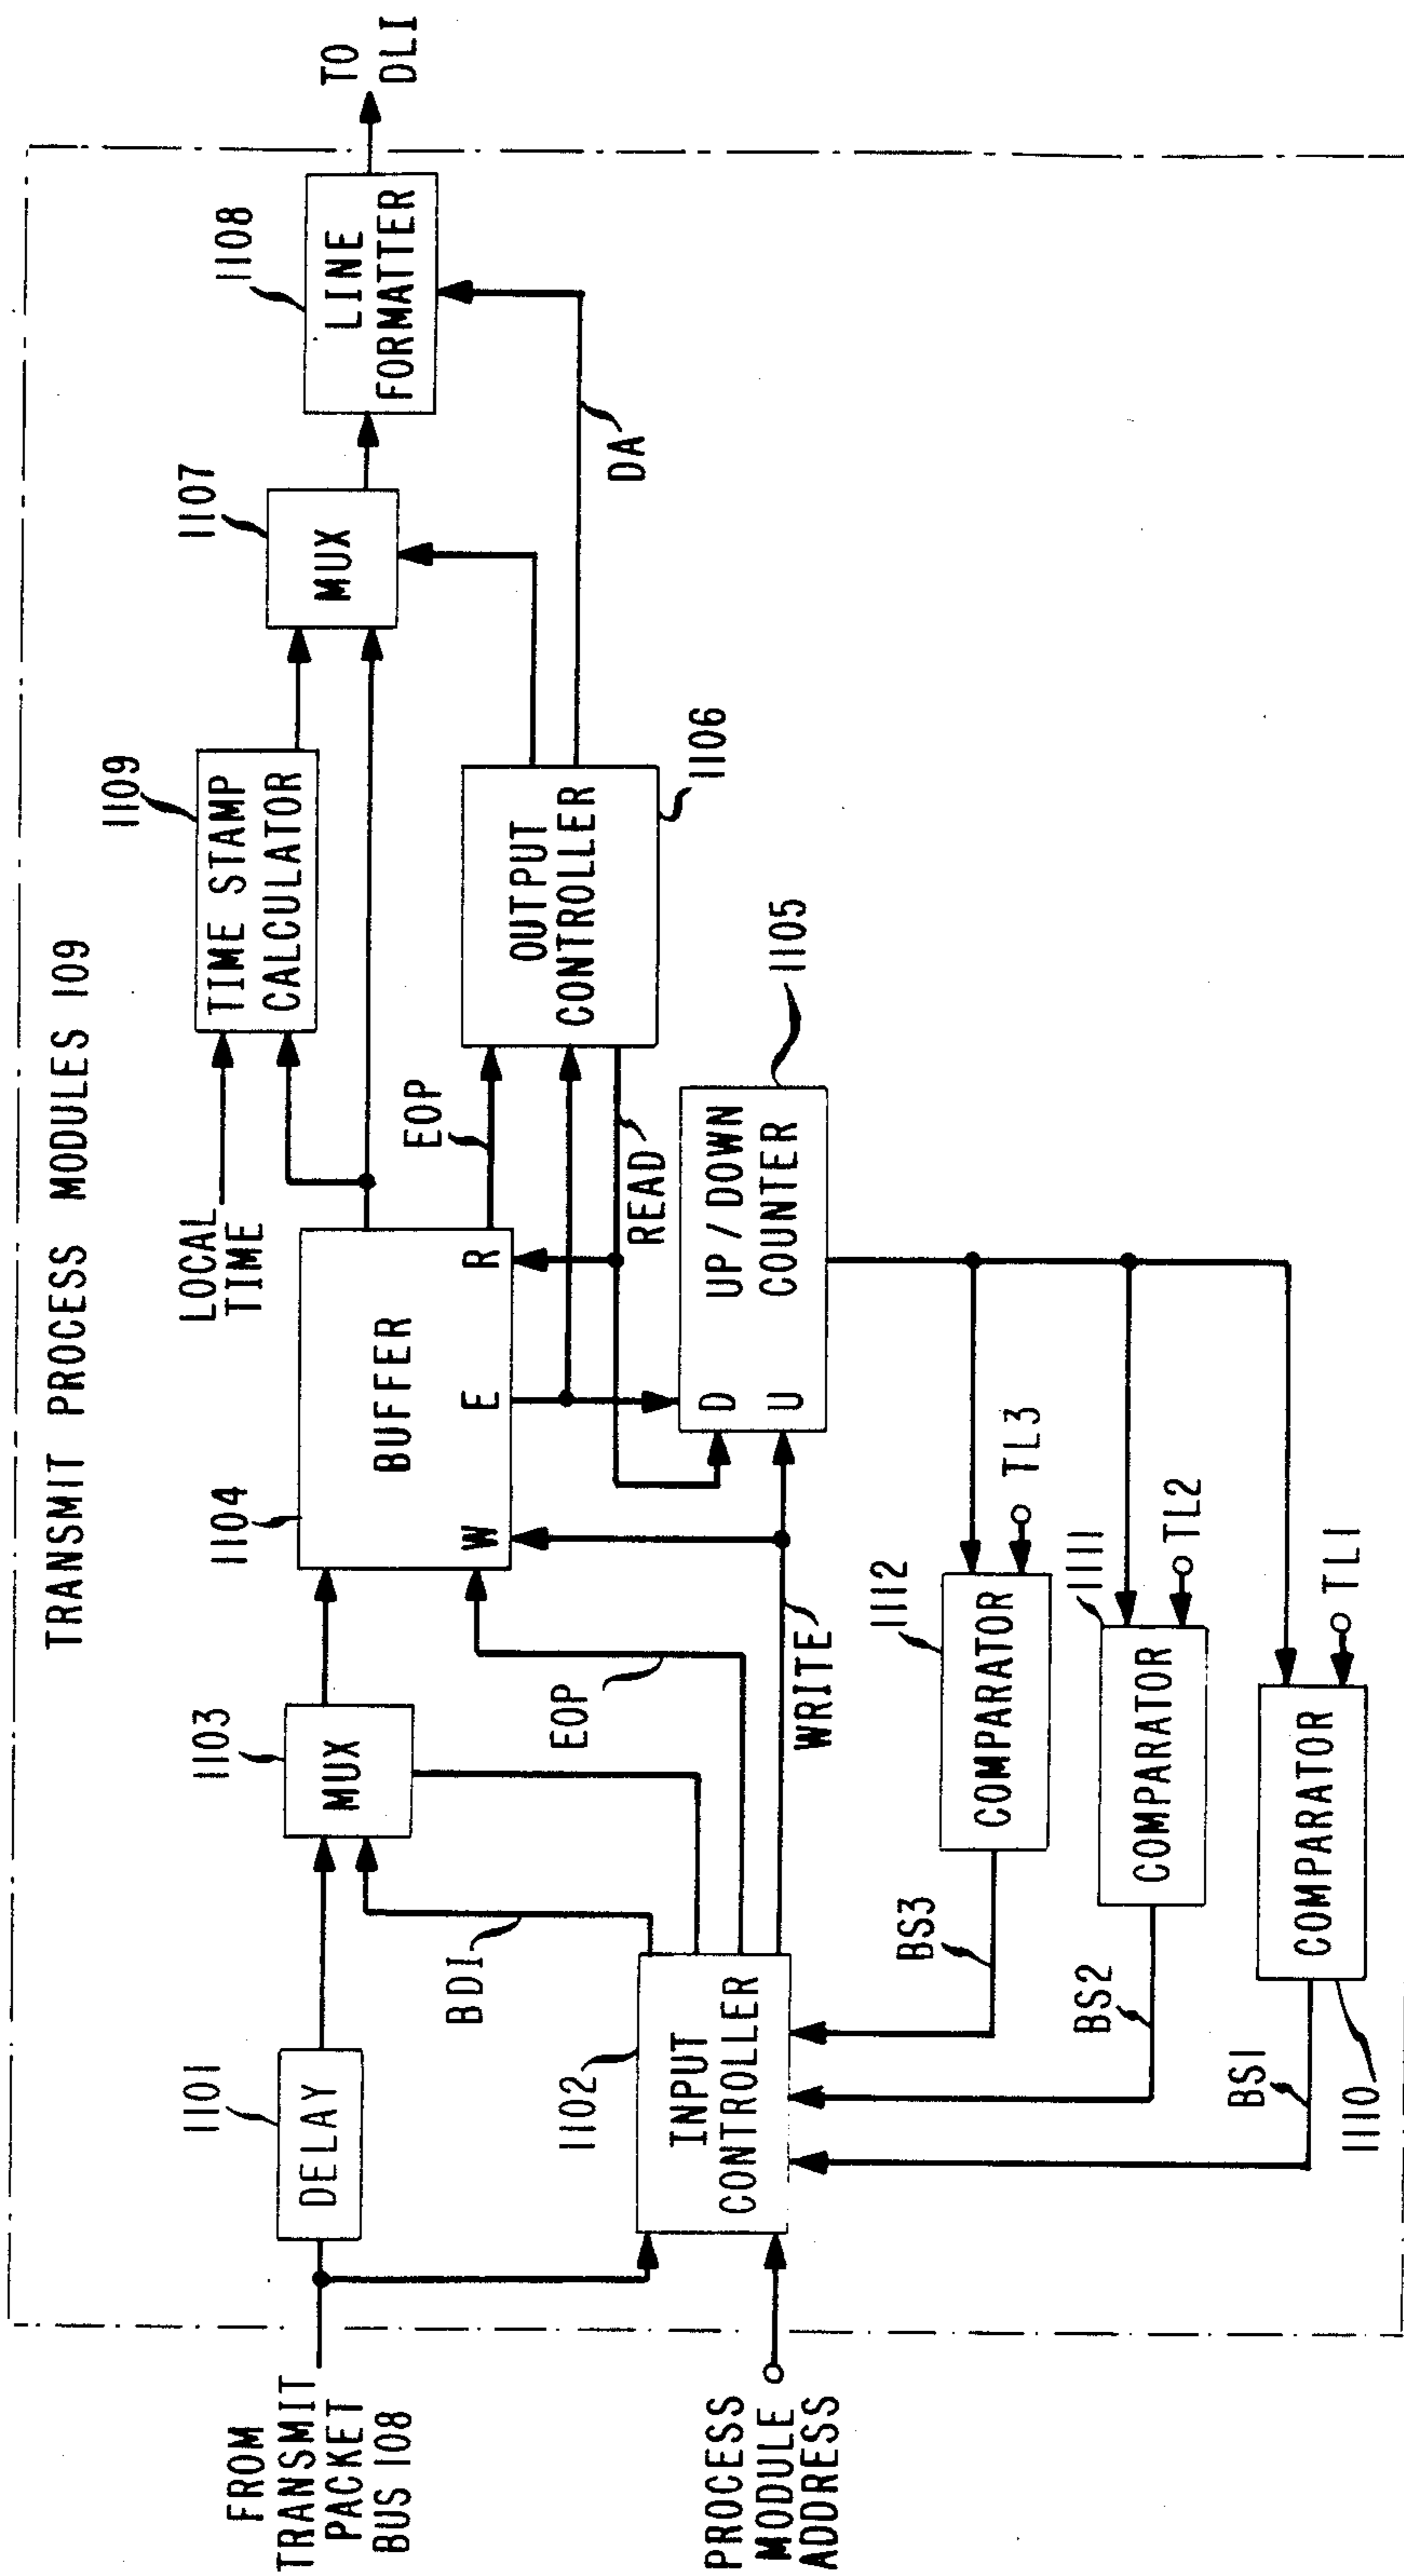 TRANSMIT PROCESS MODULES 109
FROM
TRANSMIT
PACKET
BUS 108
1101
DELAY
1103
MUX
1104
BUFFER
W
E
R
LOCAL
TIME
1109
TIME STAMP
CALCULATOR
1107
MUX
1108
LINE
FORMATTER
TO
DLI
BDI
EOP
EOP
READ
OUTPUT
CONTROLLER
1106
DA
PROCESS
MODULE
ADDRESS
1102
INPUT
CONTROLLER
WRITE
D
U
UP/DOWN
COUNTER
1105
BS3
1112
COMPARATOR
TL3
BS2
1111
COMPARATOR
TL2
BS1
1110
COMPARATOR
TL1